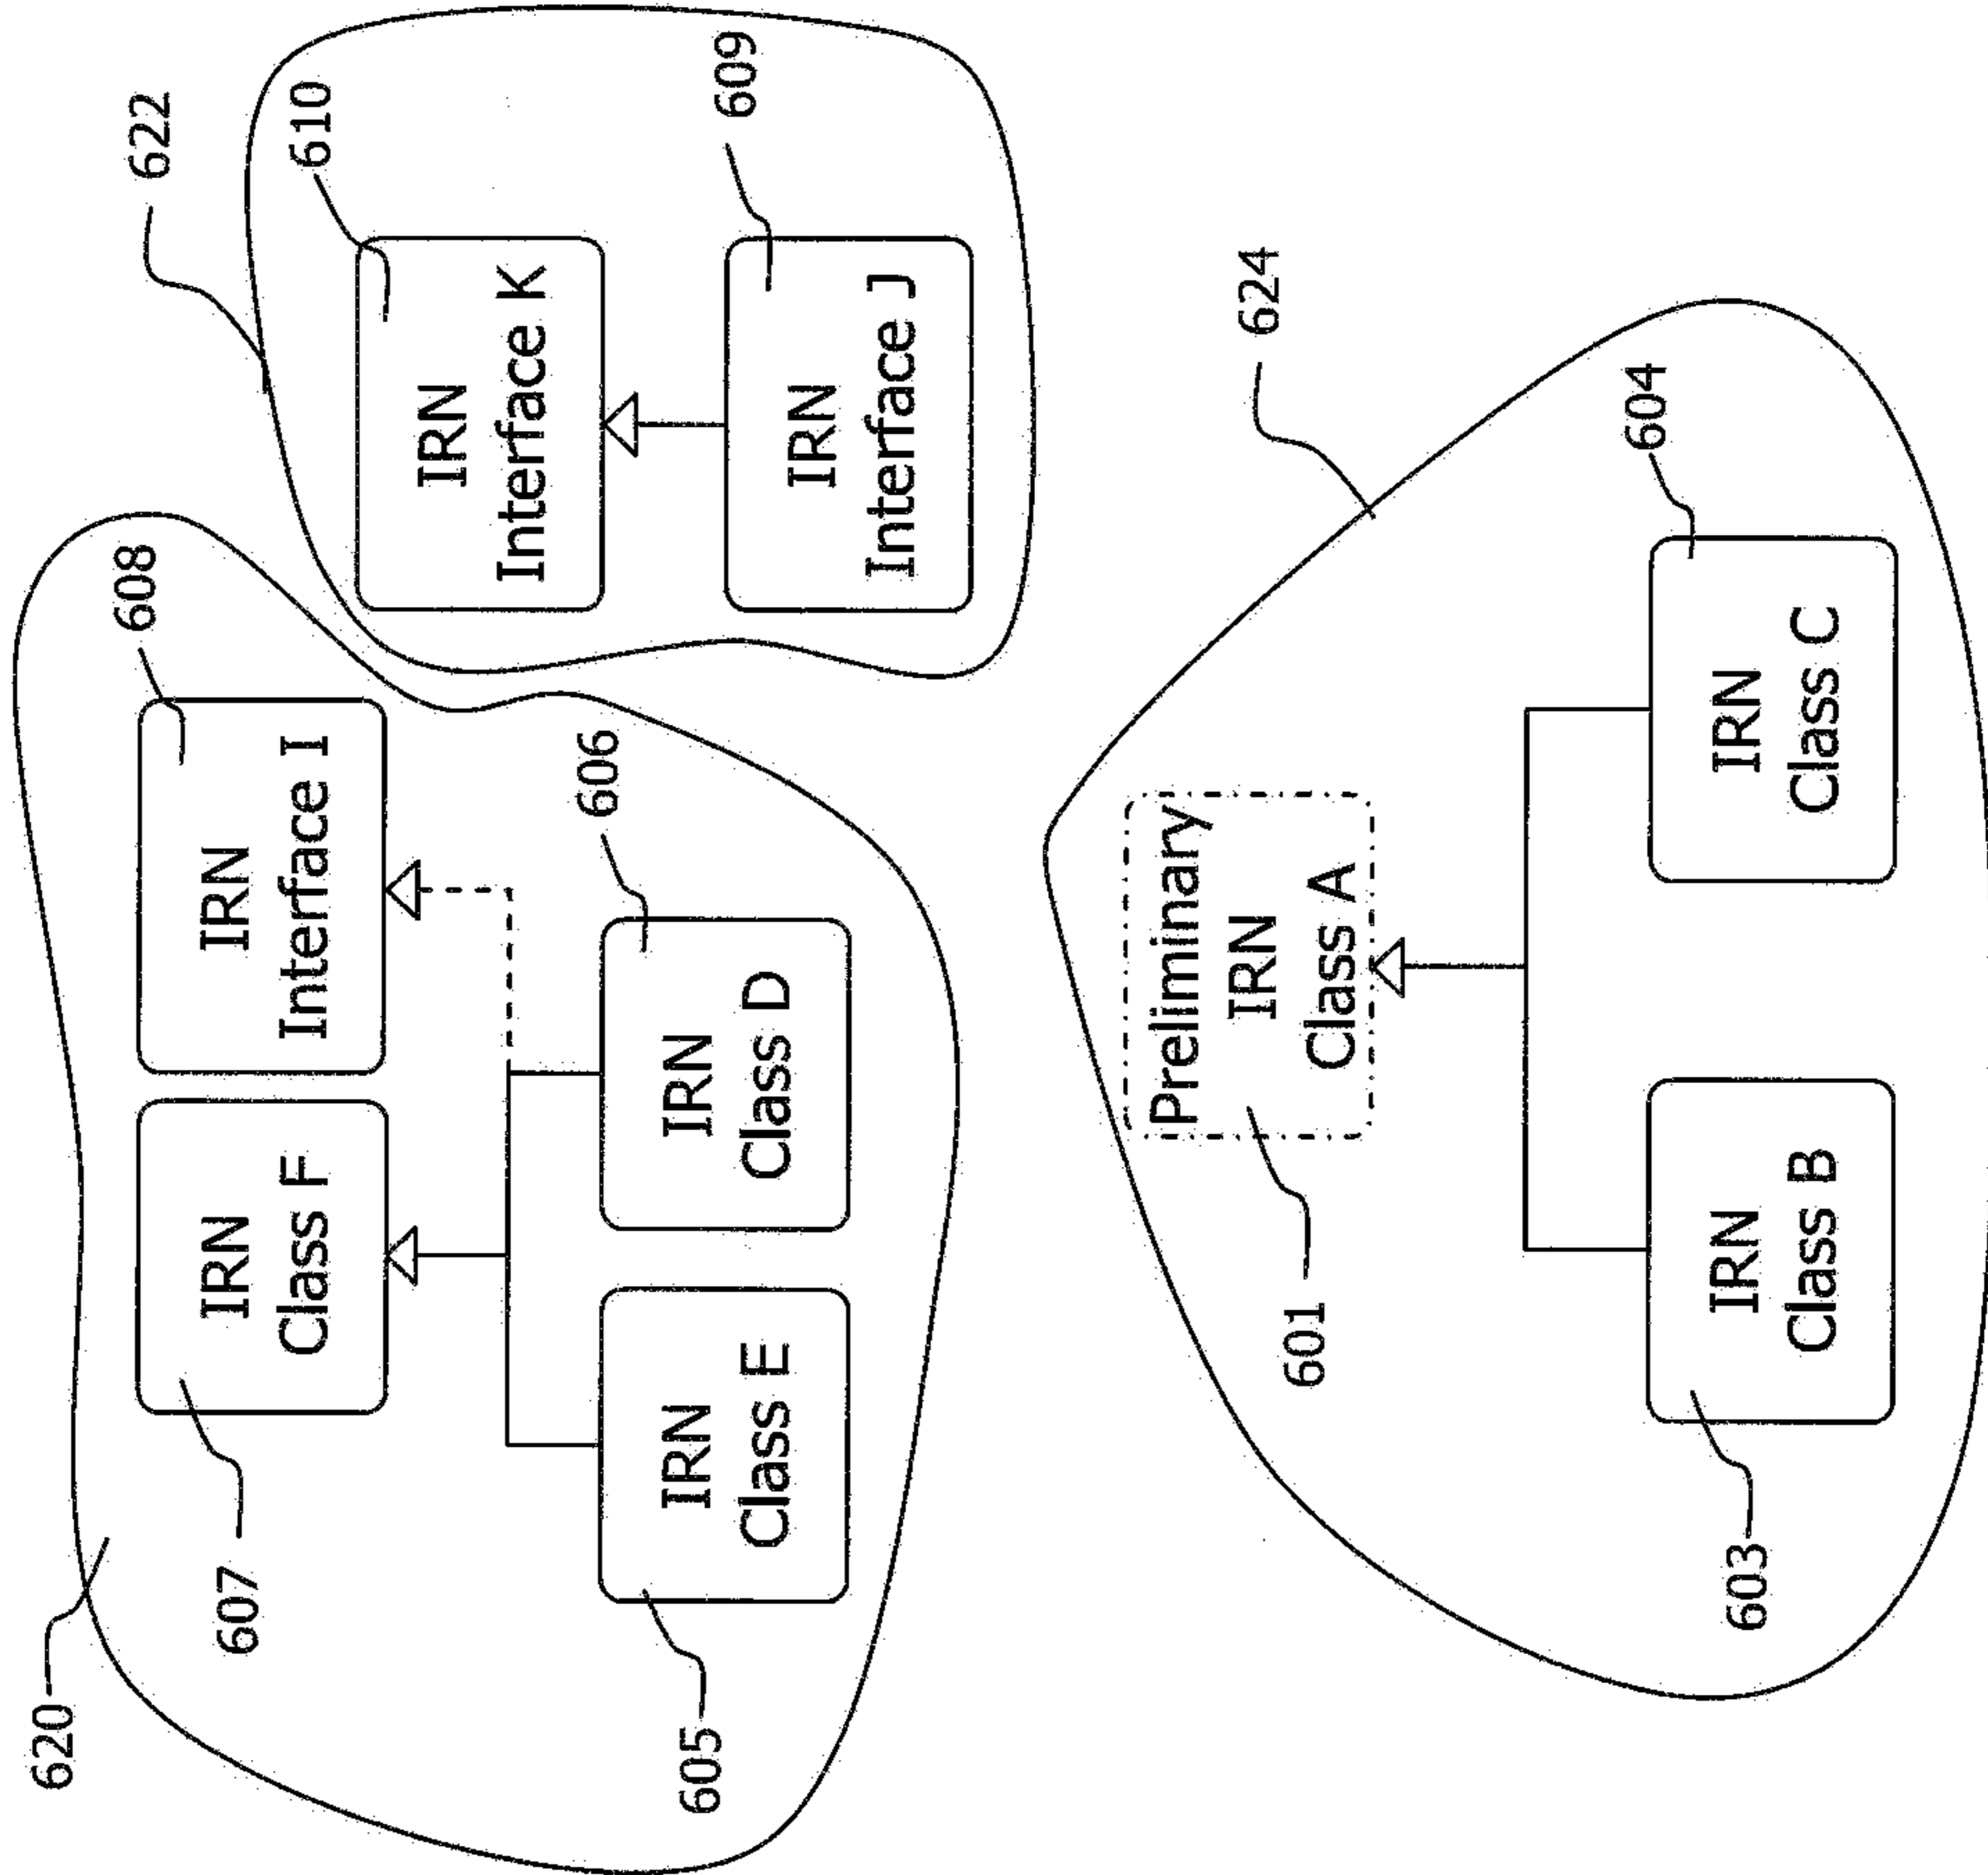 620
607
IRN
Class F
608
IRN
Interface I
605
IRN
Class E
606
IRN
Class D
622
610
IRN
Interface K
609
IRN
Interface J
624
601
Preliminary
IRN
Class A
603
IRN
Class B
604
IRN
Class C